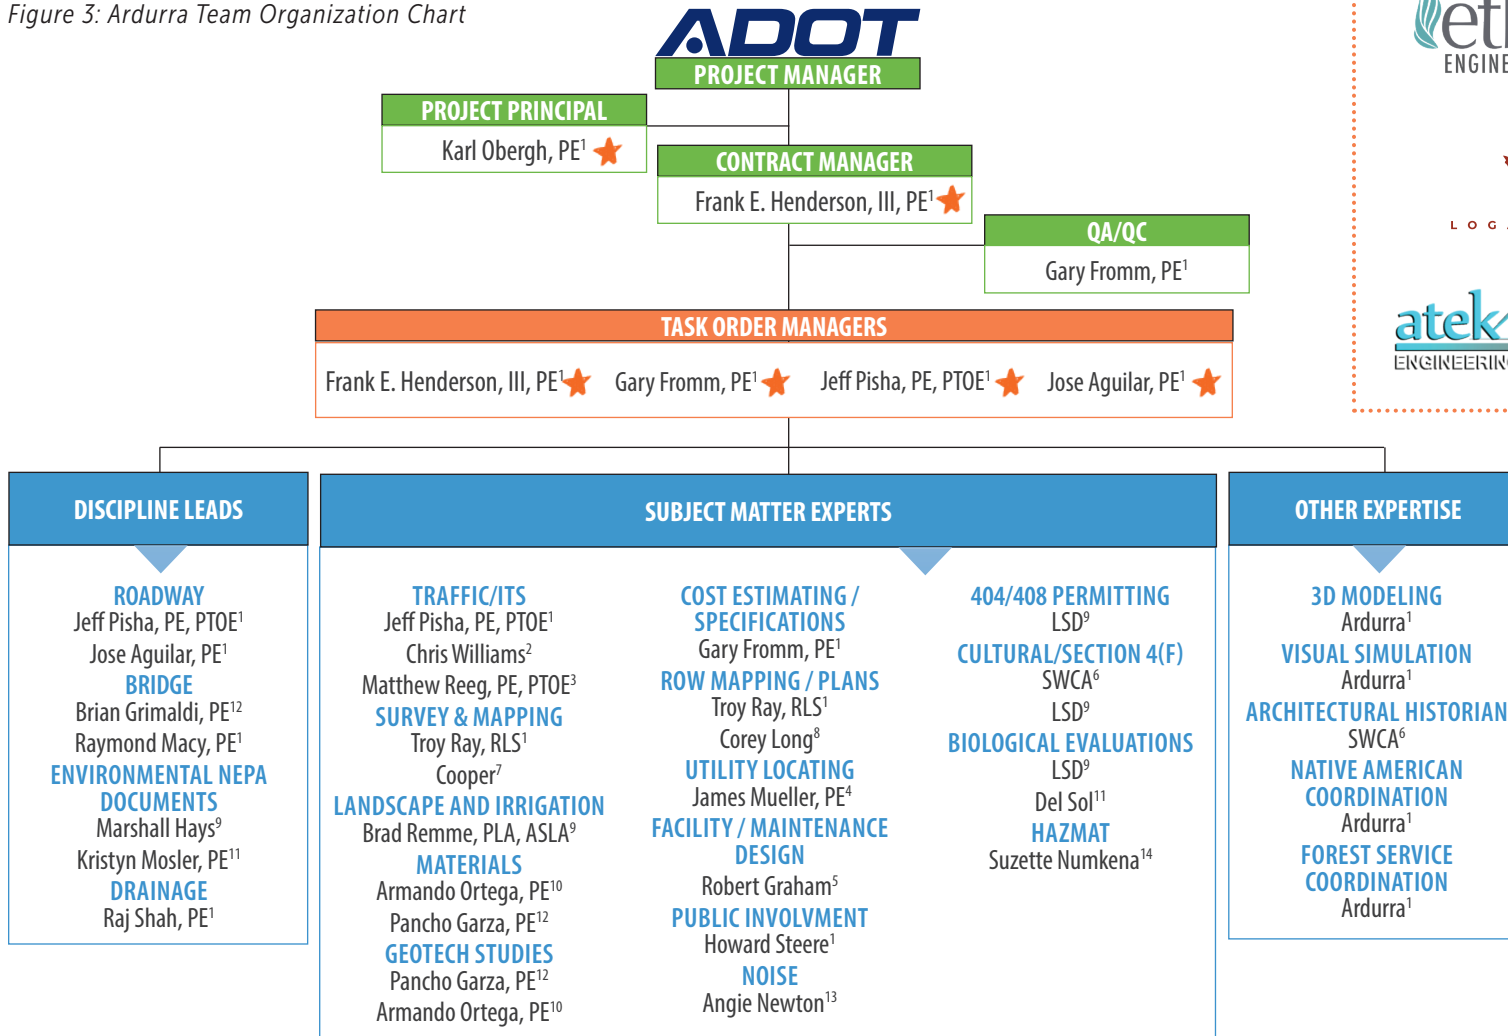 Figure 3: Ardurra Team Organization Chart
ADOT
PROJECT MANAGER
PROJECT PRINCIPAL
Karl Obergh, PE1
CONTRACT MANAGER
Frank E. Henderson, III, PE1
QA/QC
Gary Fromm, PE1
TASK ORDER MANAGERS
Frank E. Henderson, III, PE1 Gary Fromm, PE1 Jeff Pisha, PE, PTOE1 Jose Aguilar, PE1
DISCIPLINE LEADS
ROADWAY
Jeff Pisha, PE, PTOE1
Jose Aguilar, PE1
BRIDGE
Brian Grimaldi, PE12
Raymond Macy, PE1
ENVIRONMENTAL NEPA
DOCUMENTS
Marshall Hays9
Kristyn Mosler, PE11
DRAINAGE
Raj Shah, PE1
SUBJECT MATTER EXPERTS
TRAFFIC/ITS
Jeff Pisha, PE, PTOE1
Chris Williams2
Matthew Reeg, PE, PTOE3
SURVEY & MAPPING
Troy Ray, RLS1
Cooper7
LANDSCAPE AND IRRIGATION
Brad Remme, PLA, ASLA9
MATERIALS
Armando Ortega, PE10
Pancho Garza, PE12
GEOTECH STUDIES
Pancho Garza, PE12
Armando Ortega, PE10
COST ESTIMATING /
SPECIFICATIONS
Gary Fromm, PE1
ROW MAPPING / PLANS
Troy Ray, RLS1
Corey Long8
UTILITY LOCATING
James Mueller, PE4
FACILITY / MAINTENANCE
DESIGN
Robert Graham5
PUBLIC INVOLVMENT
Howard Steere1
NOISE
Angie Newton13
404/408 PERMITTING
LSD9
CULTURAL/SECTION 4(F)
SWCA6
LSD9
BIOLOGICAL EVALUATIONS
LSD9
Del Sol11
HAZMAT
Suzette Numkena14
OTHER EXPERTISE
3D MODELING
Ardurra1
VISUAL SIMULATION
Ardurra1
ARCHITECTURAL HISTORIAN
SWCA6
NATIVE AMERICAN
COORDINATION
Ardurra1
FOREST SERVICE
COORDINATION
Ardurra1
atek